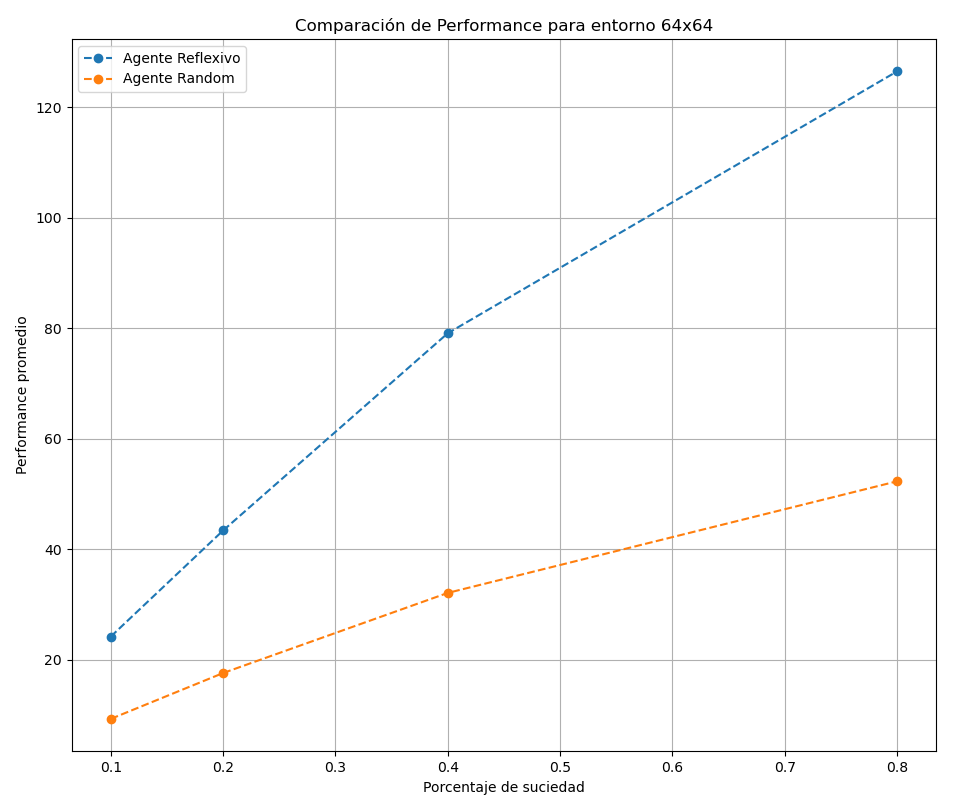 Comparación de Performance para entorno 64x64
Agente Reflexivo
Agente Random
Performance promedio
120
100
80
60
40
20
0.1 0.2 0.3 0.4 0.5 0.6 0.7 0.8
Porcentaje de suciedad